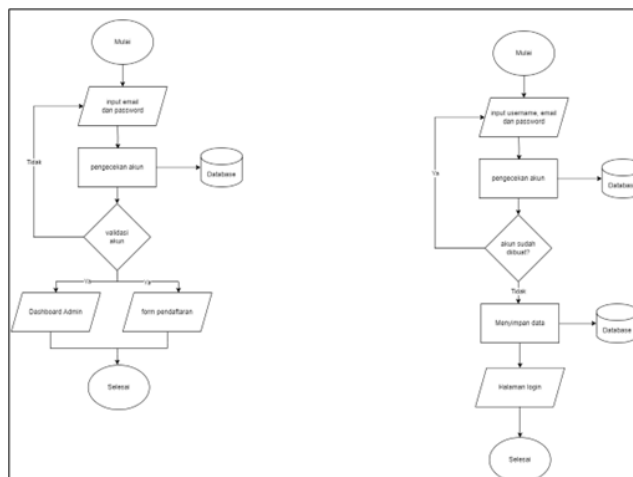 Mulai
input email
dan password
Tidak
pengecekan akun
Database
validasi
akun
Ya
Ya
Dashboard Admin
form pendaftaran
Selesai
Mulai
input username, email
dan password
Ya
pengecekan akun
Database
akun sudah
dibuat?
Tidak
Menyimpan data
Database
Halaman login
Selesai